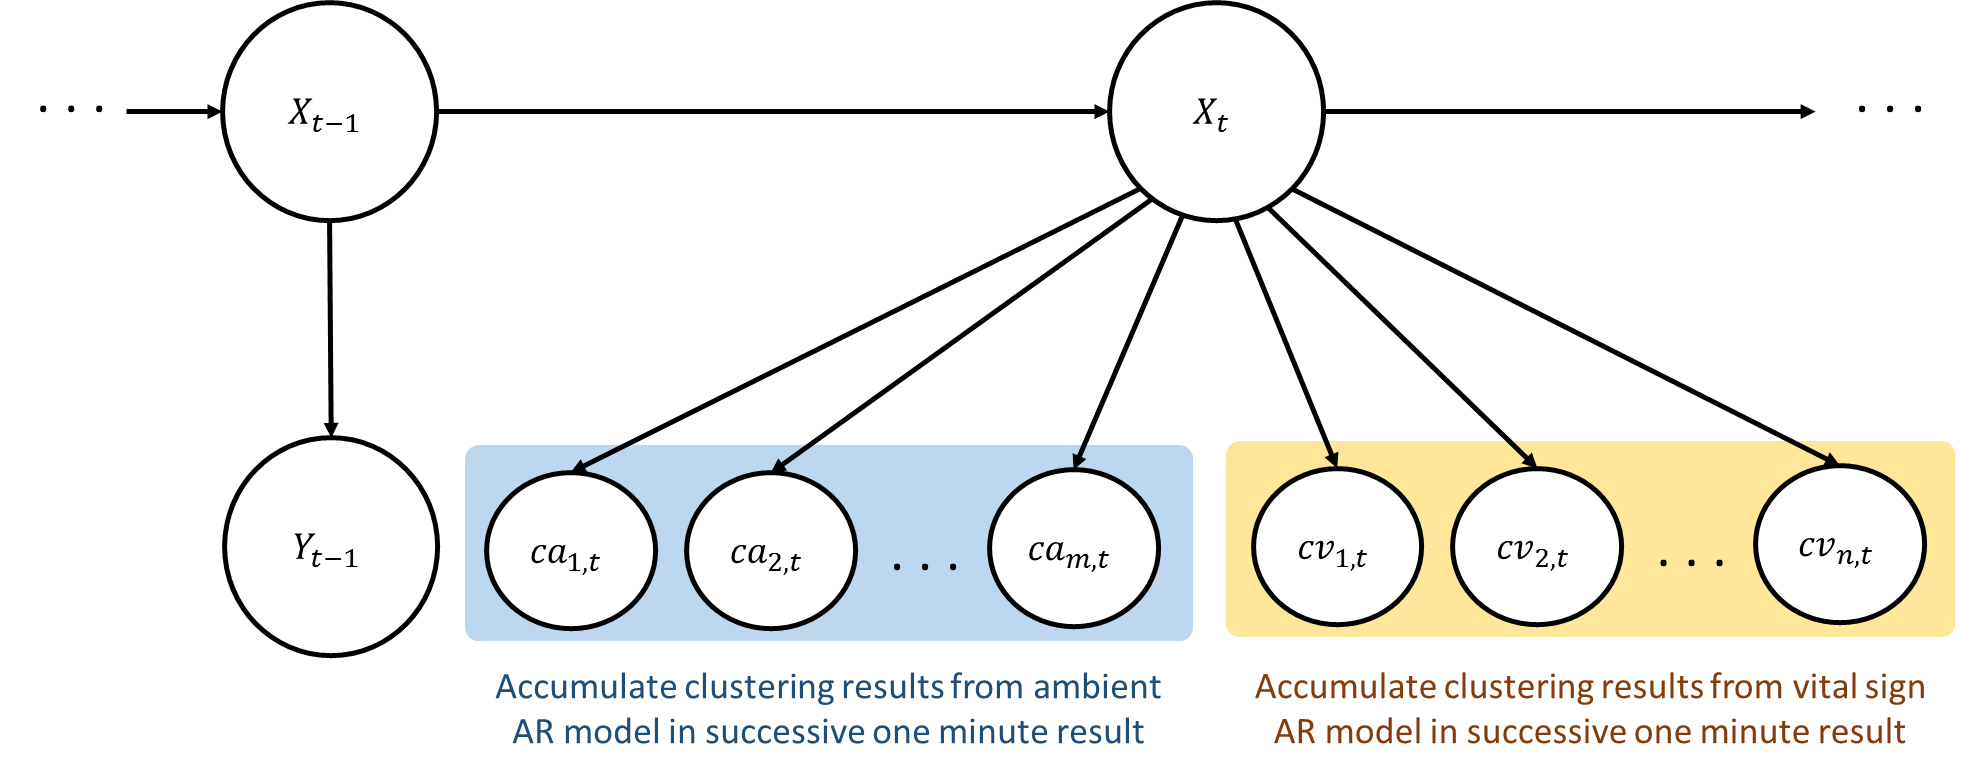 . . .
X_{t−1}
X_t
. . .
Y_{t−1}
ca_{1,t}
ca_{2,t}
. . .
ca_{m,t}
cv_{1,t}
cv_{2,t}
. . .
cv_{n,t}
Accumulate clustering results from ambient
AR model in successive one minute result
Accumulate clustering results from vital sign
AR model in successive one minute result